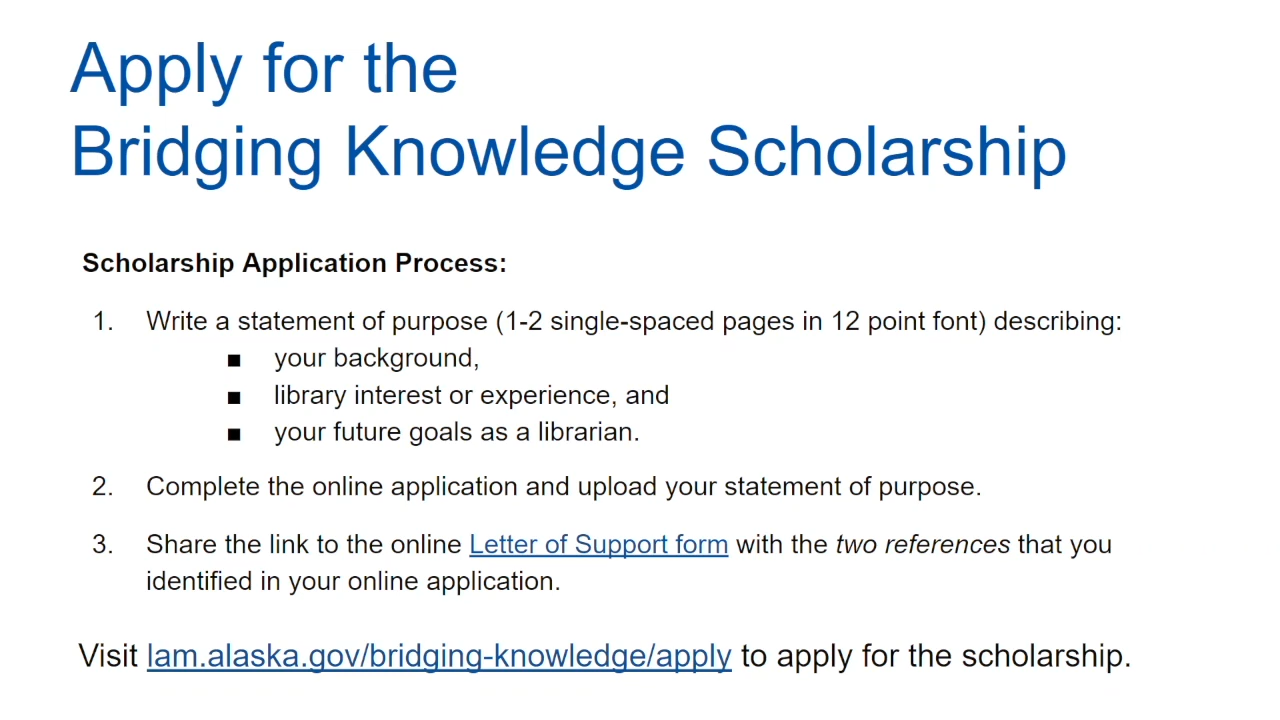 Apply for the
Bridging Knowledge Scholarship
Scholarship Application Process:
1. Write a statement of purpose (1-2 single-spaced pages in 12 point font) describing:
■ your background,
■ library interest or experience, and
■ your future goals as a librarian.
2. Complete the online application and upload your statement of purpose.
3. Share the link to the online Letter of Support form with the two references that you
identified in your online application.
Visit lam.alaska.gov/bridging-knowledge/apply to apply for the scholarship.